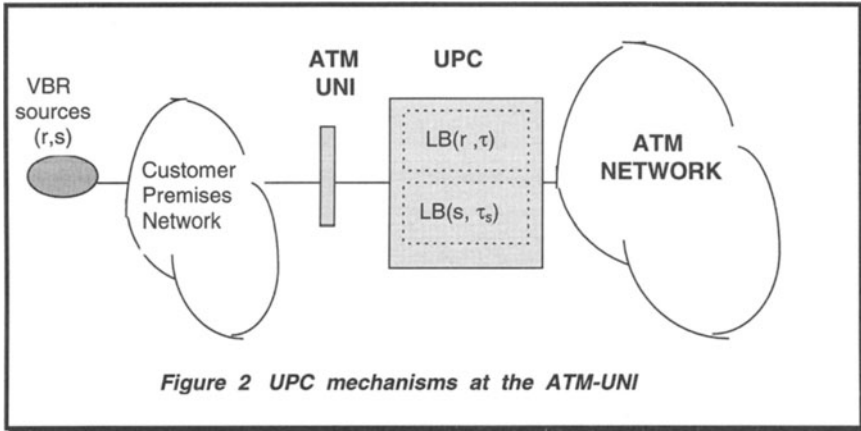 VBR
sources
(r,s)
Customer
Premises
Network
ATM
UNI
UPC
LB(r ,τ)
LB(s, τs)
ATM
NETWORK
Figure 2 UPC mechanisms at the ATM-UNI